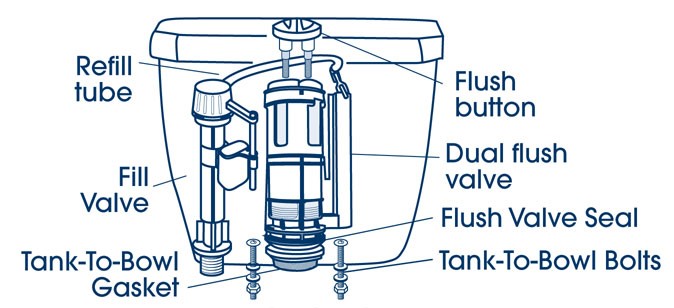 Refill
tube
Flush
button
Dual flush
valve
Fill
Valve
Flush Valve Seal
Tank-To-Bowl
Gasket
Tank-To-Bowl Bolts